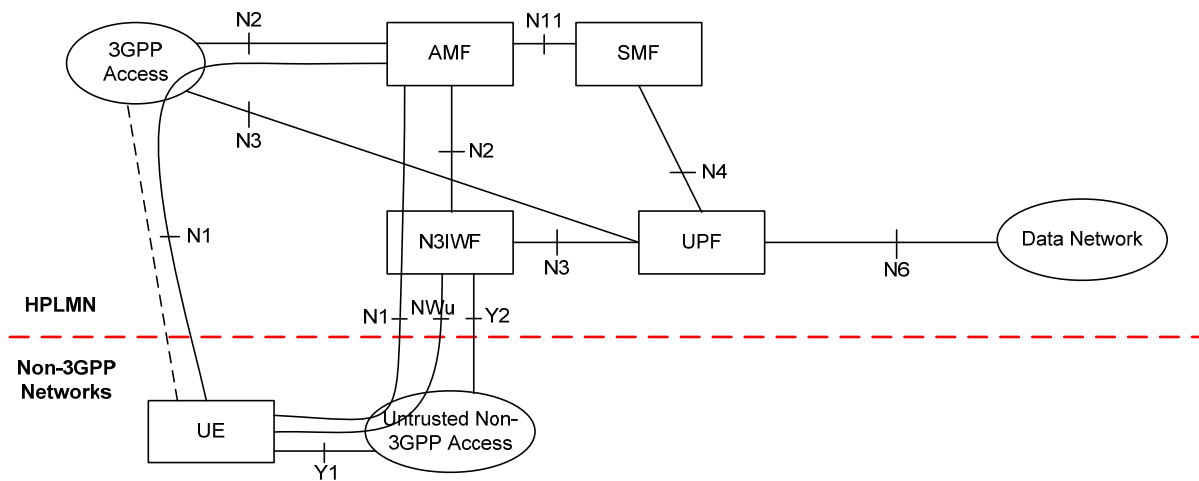 N2
N11
3GPP
Access
AMF
SMF
N3
N2
N4
N1
N3IWF
UPF
Data Network
N3
N6
HPLMN
N1
NWu
Y2
Non-3GPP
Networks
UE
Untrusted Non-
3GPP Access
Y1